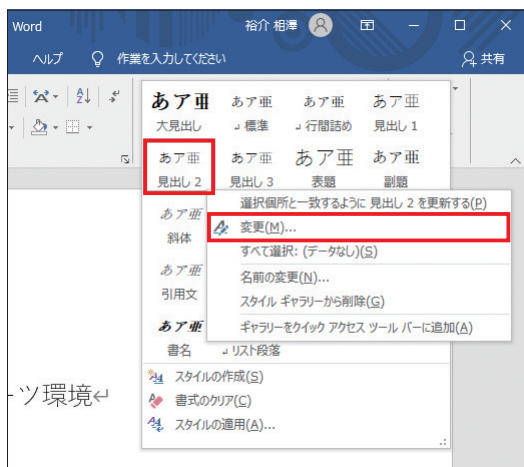 Word 裕介 相澤
ヘルプ 作業を入力してください 共有
あア亜 あア亜 あア亜 あア亜
大見出し ↲ 標準 ↲ 行間詰め 見出し 1
あア亜 あア亜 あア亜 あア亜
見出し 2 見出し 3 表題 副題
選択個所と一致するように 見出し 2 を更新する(P)
あア亜
変更(M)...
斜体
すべて選択: (データなし)(S)
あア亜
名前の変更(N)...
引用文
スタイル ギャラリーから削除(G)
あア亜
ギャラリーをクイック アクセス ツール バーに追加(A)
書名 ↲ リスト段落
スタイルの作成(S)
書式のクリア(C)
スタイルの適用(A)...
ーツ環境↵